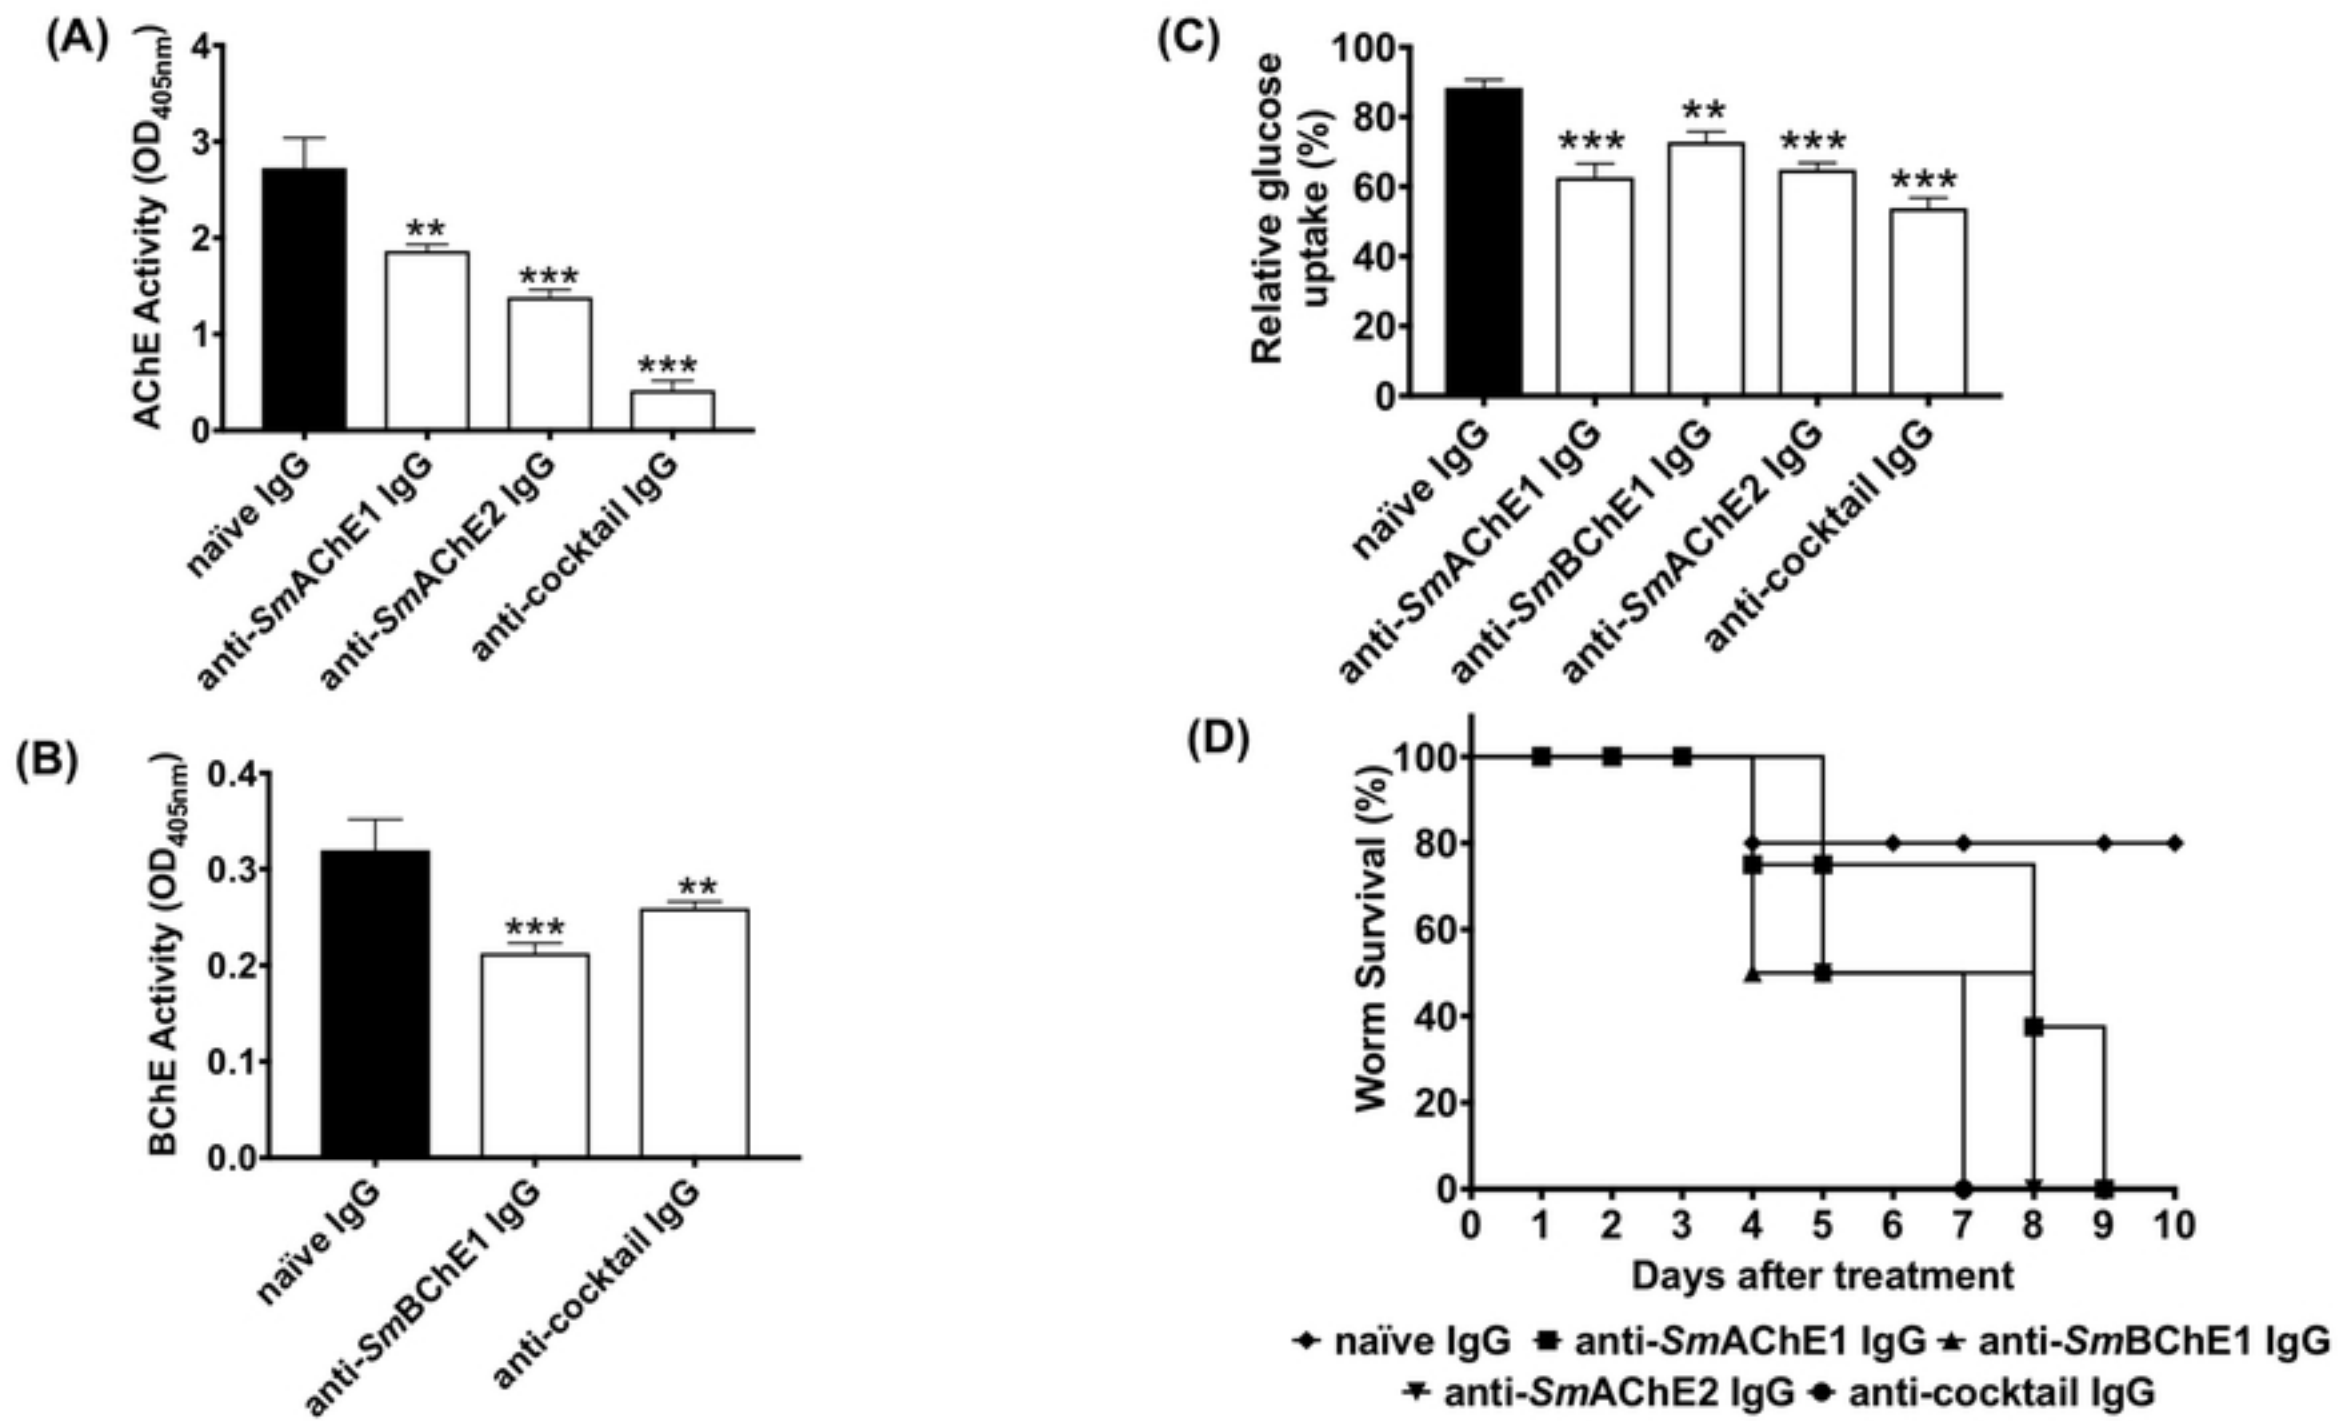 (A)
AChE Activity (OD405nm)
4
3
2
1
0
**
***
***
naïve IgG
anti-SmAChE1 IgG
anti-SmAChE2 IgG
anti-cocktail IgG
(B)
BChE Activity (OD405nm)
0.4
0.3
0.2
0.1
0.0
***
**
naïve IgG
anti-SmBChE1 IgG
anti-cocktail IgG
(C)
Relative glucose
uptake (%)
100
80
60
40
20
0
***
**
***
***
naïve IgG
anti-SmAChE1 IgG
anti-SmBChE1 IgG
anti-SmAChE2 IgG
anti-cocktail IgG
(D)
Worm Survival (%)
100
80
60
40
20
0
0 1 2 3 4 5 6 7 8 9 10
Days after treatment
naïve IgG anti-SmAChE1 IgG anti-SmBChE1 IgG
anti-SmAChE2 IgG anti-cocktail IgG